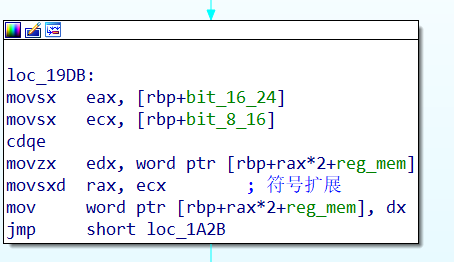 loc_19DB:
movsx eax, [rbp+bit_16_24]
movsx ecx, [rbp+bit_8_16]
cdqe
movzx edx, word ptr [rbp+rax*2+reg_mem]
movsxd rax, ecx ; 符号扩展
mov word ptr [rbp+rax*2+reg_mem], dx
jmp short loc_1A2B